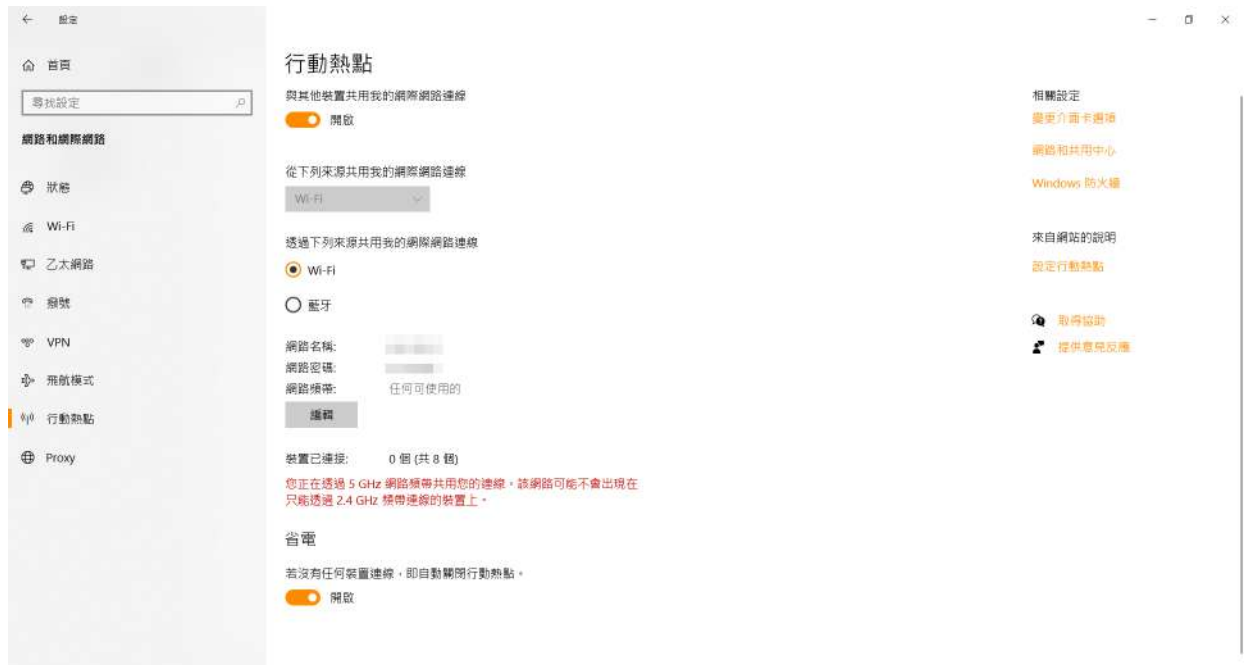 設定
首頁
尋找設定
網路和網際網路
狀態
Wi-Fi
乙太網路
撥號
VPN
飛航模式
行動熱點
Proxy
行動熱點
與其他裝置共用我的網際網路連線
開啟
從下列來源共用我的網際網路連線
Wi-Fi
透過下列來源共用我的網際網路連線
Wi-Fi
藍牙
網路名稱:
網路密碼:
網路頻帶: 任何可使用的
編輯
裝置已連接: 0 個 (共 8 個)
您正在透過 5 GHz 網路頻帶共用您的連線。該網路可能不會出現在
只能透過 2.4 GHz 頻帶連線的裝置上。
省電
若沒有任何裝置連線，即自動關閉行動熱點。
開啟
相關設定
變更介面卡選項
網路和共用中心
Windows 防火牆
來自網站的說明
設定行動熱點
取得協助
提供意見反應